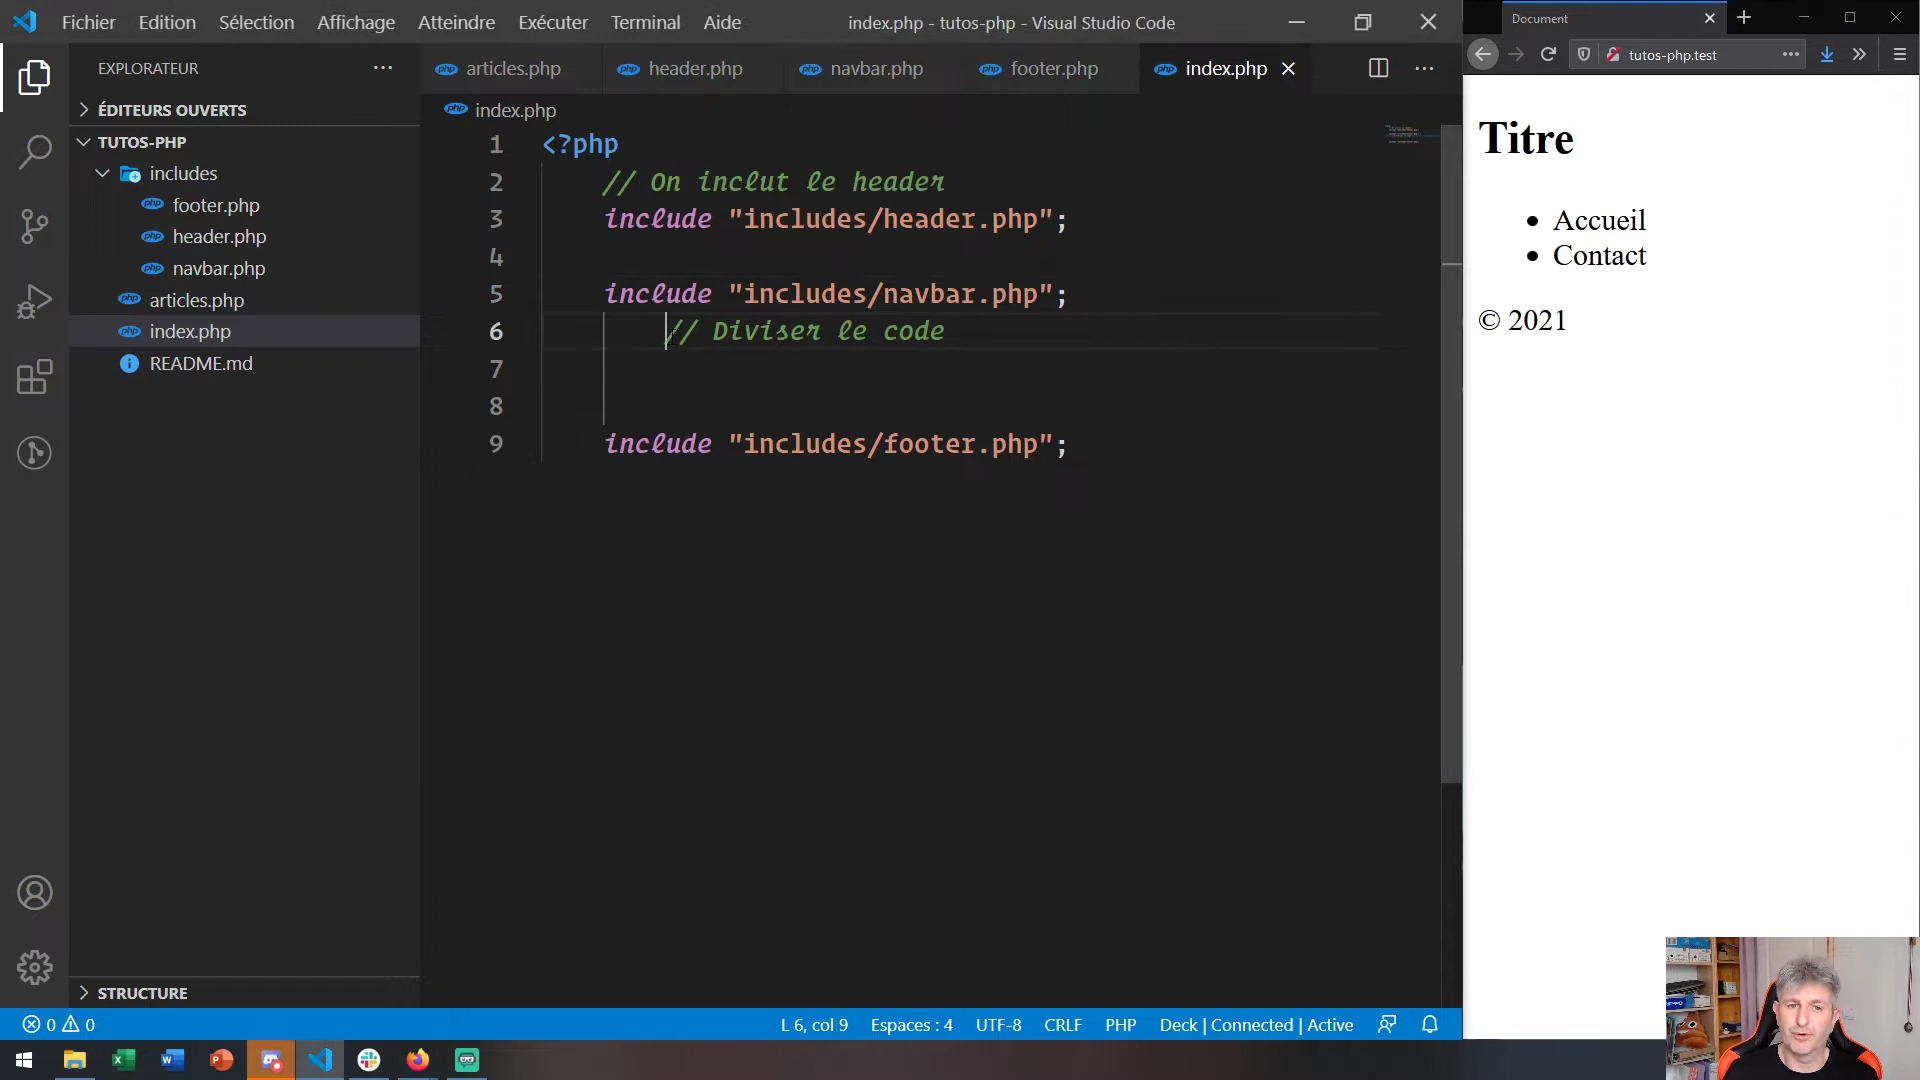 Fichier Edition Sélection Affichage Atteindre Exécuter Terminal Aide
index.php - tutos-php - Visual Studio Code
Document
EXPLORATEUR
articles.php header.php navbar.php footer.php index.php
tutos-php.test
ÉDITEURS OUVERTS
index.php
TUTOS-PHP
includes
footer.php
header.php
navbar.php
articles.php
index.php
README.md
1 <?php
2 // On inclut le header
3 include "includes/header.php";
4
5 include "includes/navbar.php";
6 // Diviser le code
7
8
9 include "includes/footer.php";
Titre
Accueil
Contact
© 2021
STRUCTURE
0 0
L 6, col 9 Espaces : 4 UTF-8 CRLF PHP Deck | Connected | Active